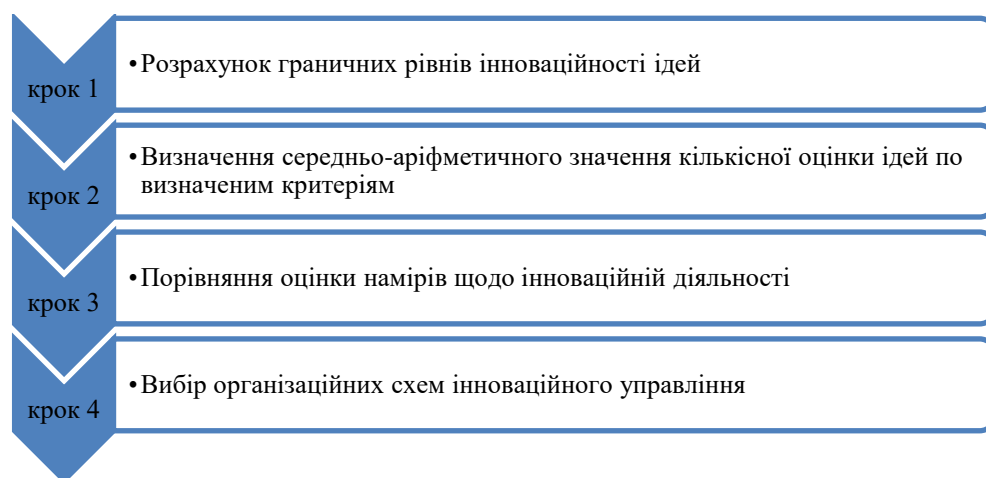 крок 1
•Розрахунок граничних рівнів інноваційності ідей
крок 2
•Визначення середньо-аріфметичного значення кількісної оцінки ідей по
визначеним критеріям
крок 3
•Порівняння оцінки намірів щодо інноваційній діяльності
крок 4
•Вибір організаційних схем інноваційного управління